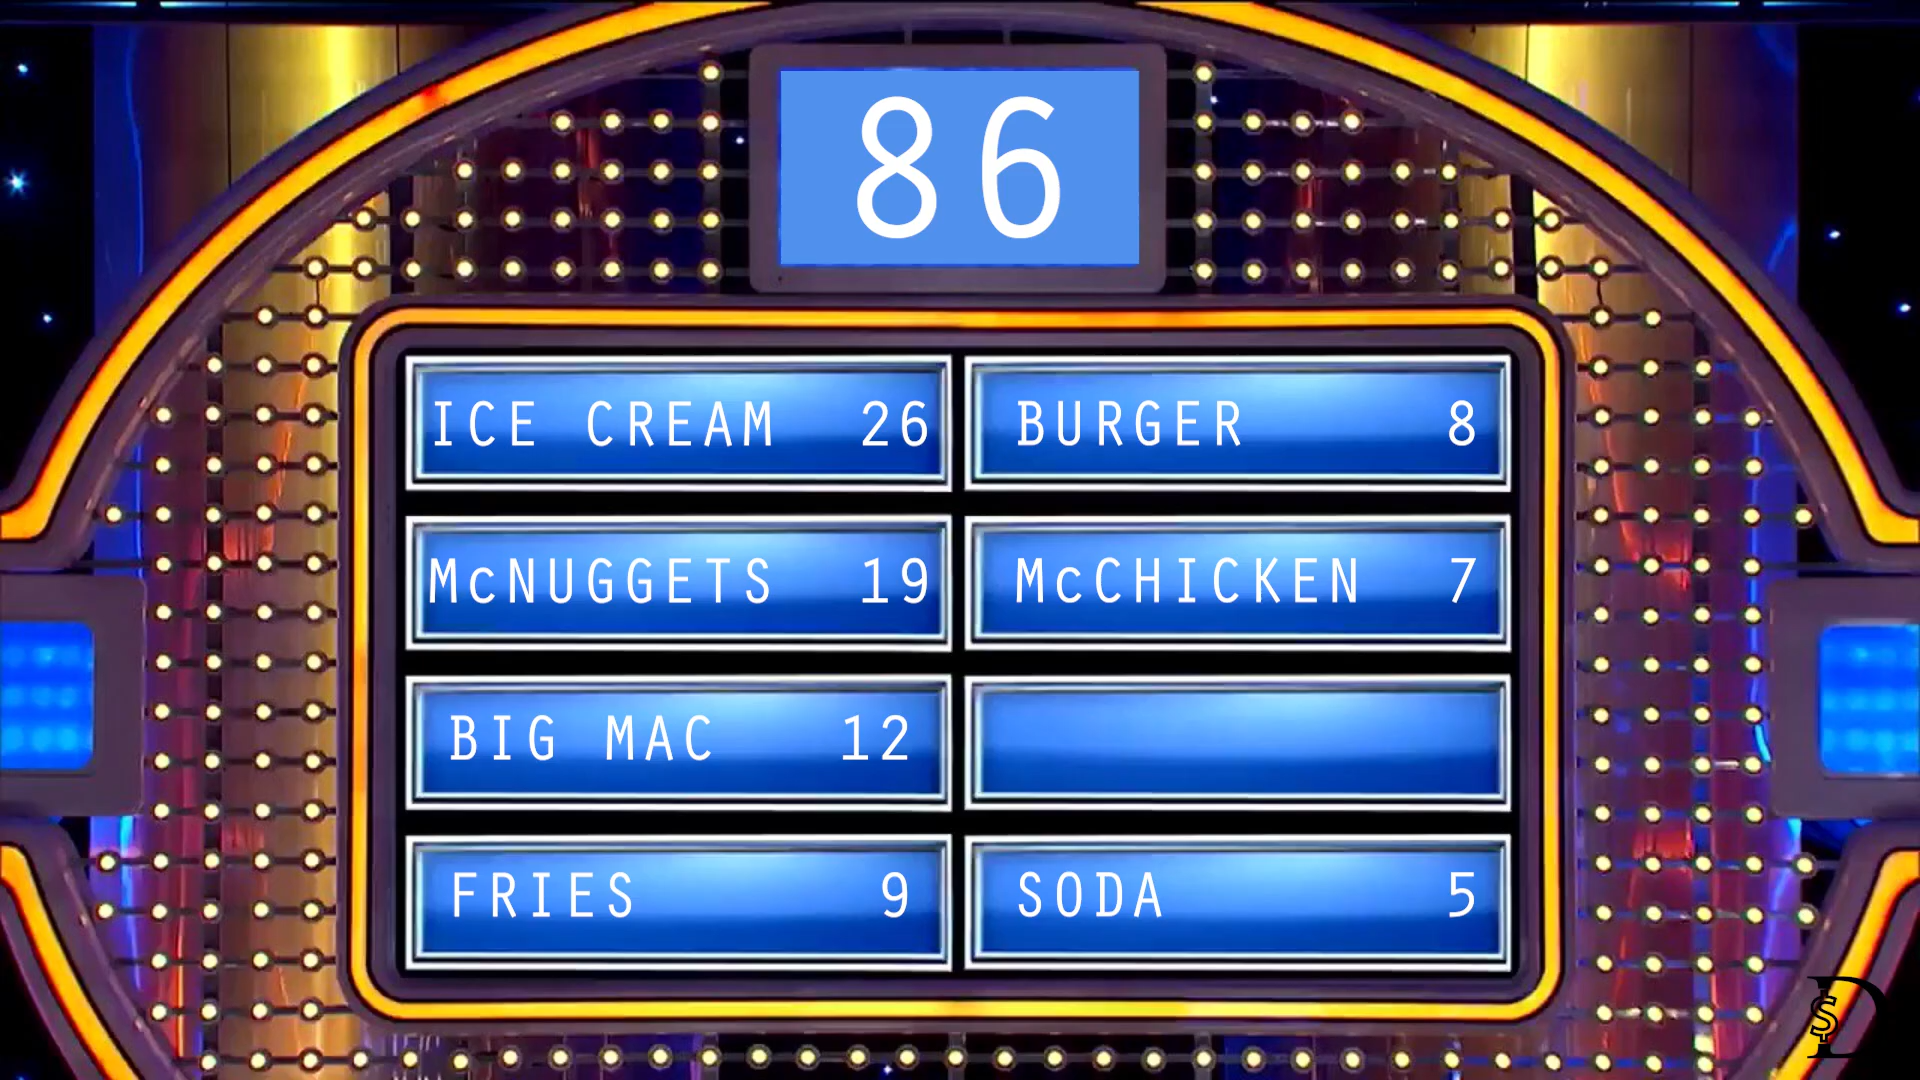 86
ICE CREAM 26
McNUGGETS 19
BIG MAC 12
FRIES 9
BURGER 8
McCHICKEN 7
SODA 5
D$